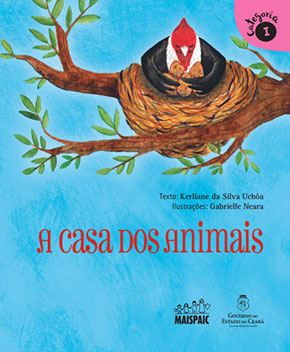 categoria
1
Texto: Kerliane da Silva Uchôa
Ilustrações: Gabrielle Neara
A CASA DOS ANIMAIS
MAISPAIC
GOVERNO DO
ESTADO DO CEARÁ